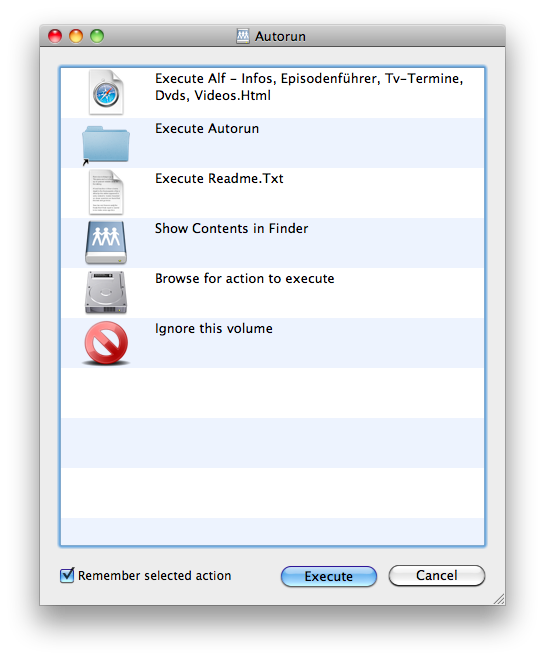 Autorun
Execute Alf - Infos, Episodenführer, Tv-Termine,
Dvds, Videos.Html
Execute Autorun
Execute Readme.Txt
Show Contents in Finder
Browse for action to execute
Ignore this volume
Remember selected action
Execute
Cancel